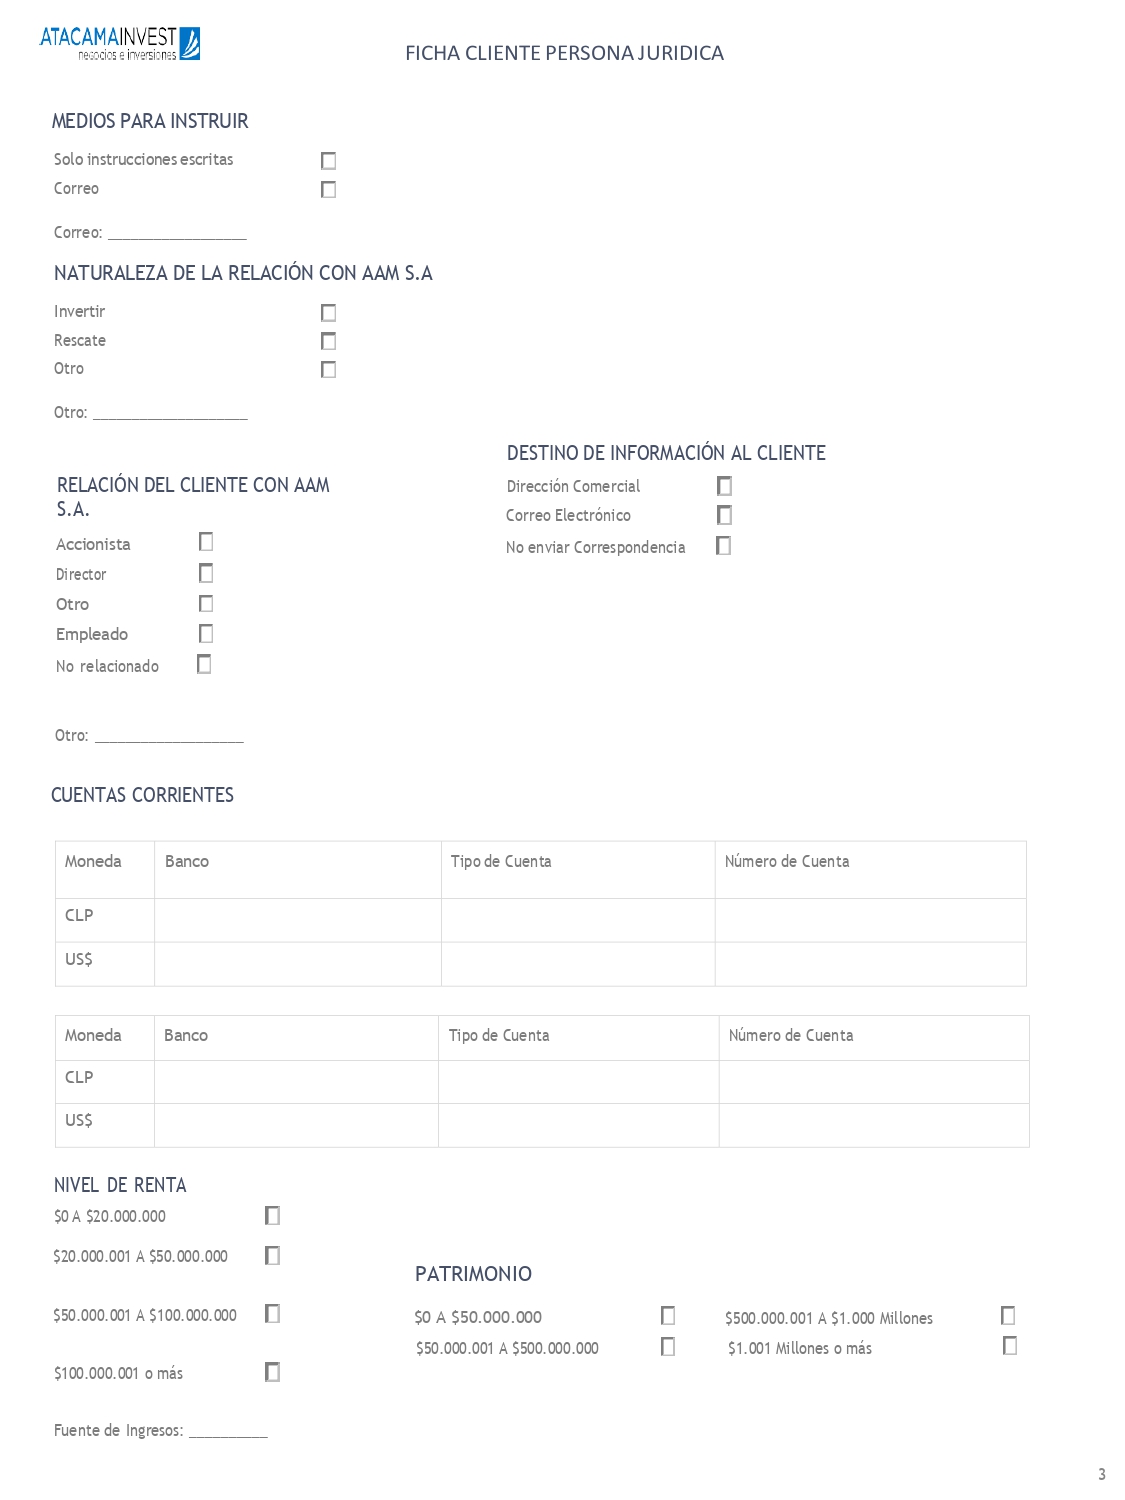 ATACAMAINVEST
negocios e inversiones
FICHA CLIENTE PERSONA JURIDICA
MEDIOS PARA INSTRUIR
Solo instrucciones escritas
Correo
Correo: __________________
NATURALEZA DE LA RELACIÓN CON AAM S.A
Invertir
Rescate
Otro
Otro: ____________________
RELACIÓN DEL CLIENTE CON AAM
S.A.
Accionista
Director
Otro
Empleado
No relacionado
Otro: ___________________
DESTINO DE INFORMACIÓN AL CLIENTE
Dirección Comercial
Correo Electrónico
No enviar Correspondencia
CUENTAS CORRIENTES
Moneda Banco Tipo de Cuenta Número de Cuenta
CLP
US$
Moneda Banco Tipo de Cuenta Número de Cuenta
CLP
US$
NIVEL DE RENTA
$0 A $20.000.000
$20.000.001 A $50.000.000
$50.000.001 A $100.000.000
$100.000.001 o más
PATRIMONIO
$0 A $50.000.000 $500.000.001 A $1.000 Millones
$50.000.001 A $500.000.000 $1.001 Millones o más
Fuente de Ingresos: __________
3